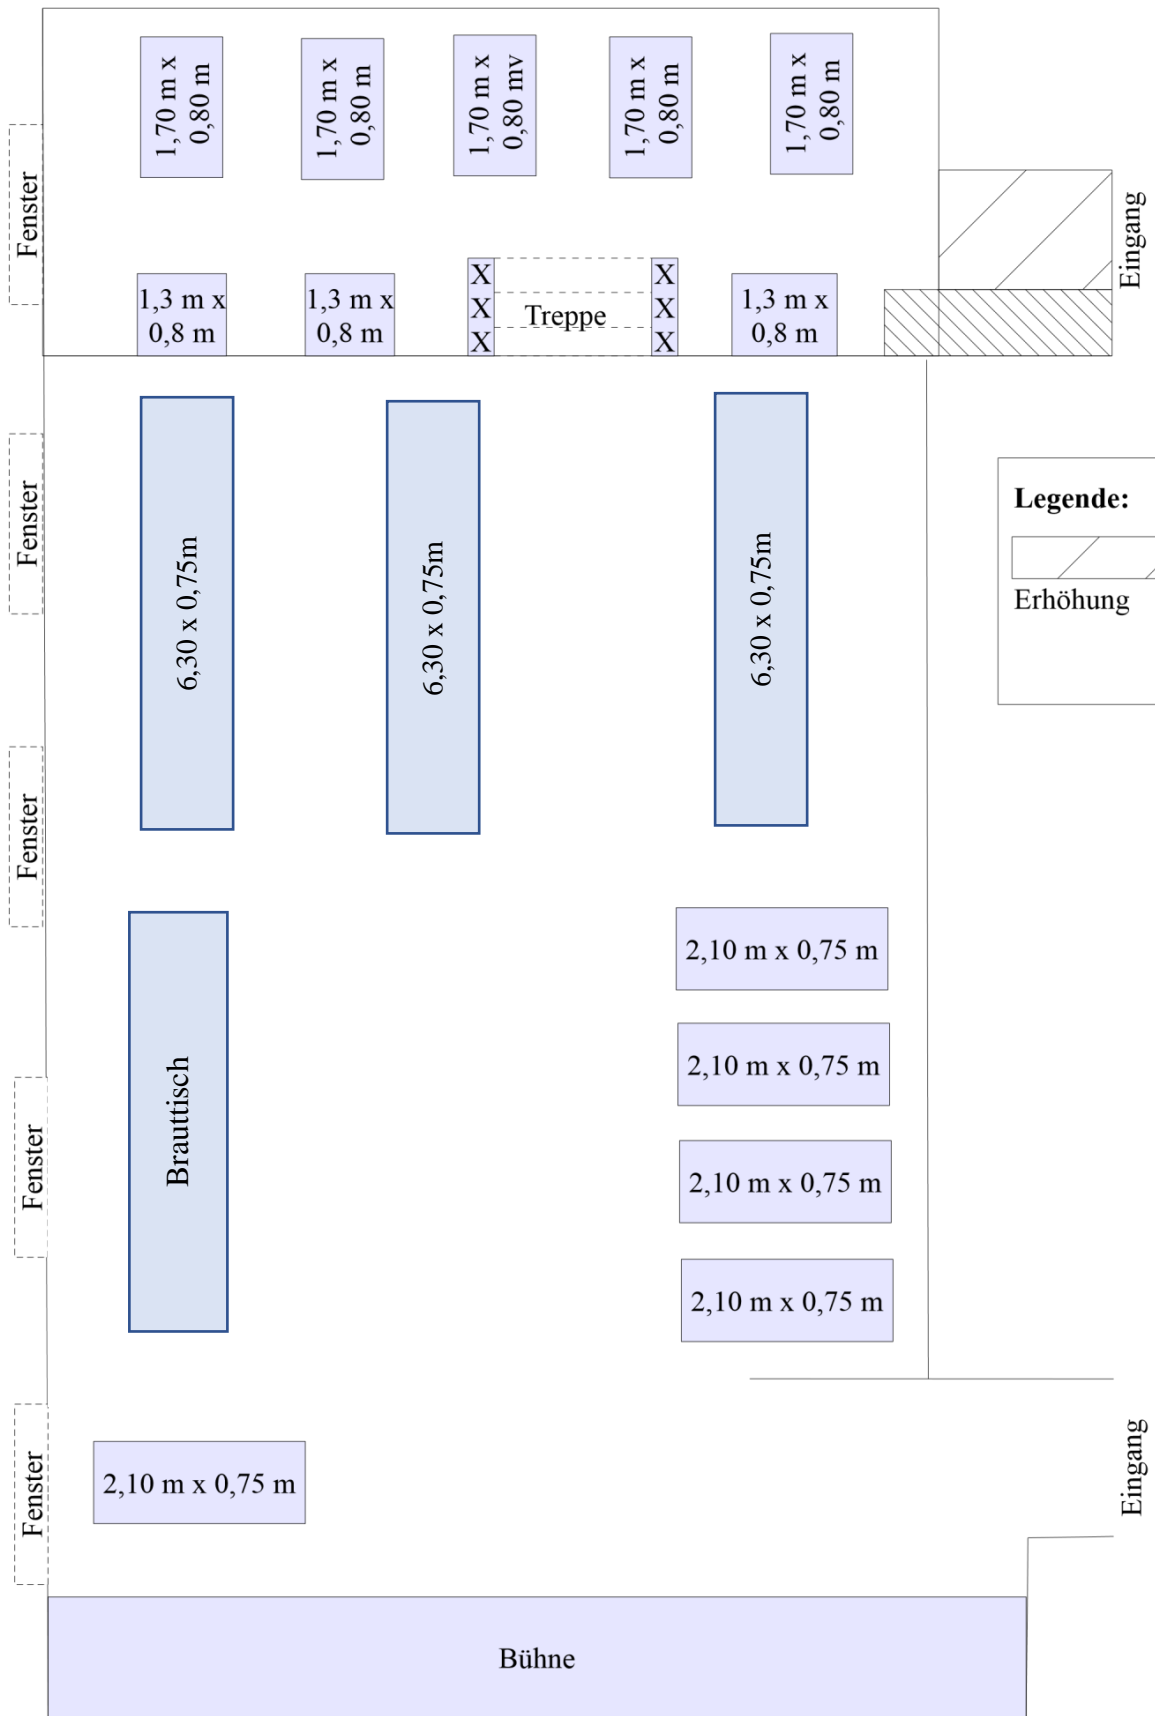 1,70 m x
0,80 m
1,70 m x
0,80 m
1,70 m x
0,80 mv
1,70 m x
0,80 m
1,70 m x
0,80 m
Fenster
Eingang
1,3 m x
0,8 m
1,3 m x
0,8 m
X
X
X
Treppe
X
X
X
1,3 m x
0,8 m
Fenster
6,30 x 0,75m
6,30 x 0,75m
6,30 x 0,75m
Legende:
Erhöhung
Fenster
Brauttisch
2,10 m x 0,75 m
2,10 m x 0,75 m
2,10 m x 0,75 m
2,10 m x 0,75 m
Fenster
Fenster
2,10 m x 0,75 m
Eingang
Bühne